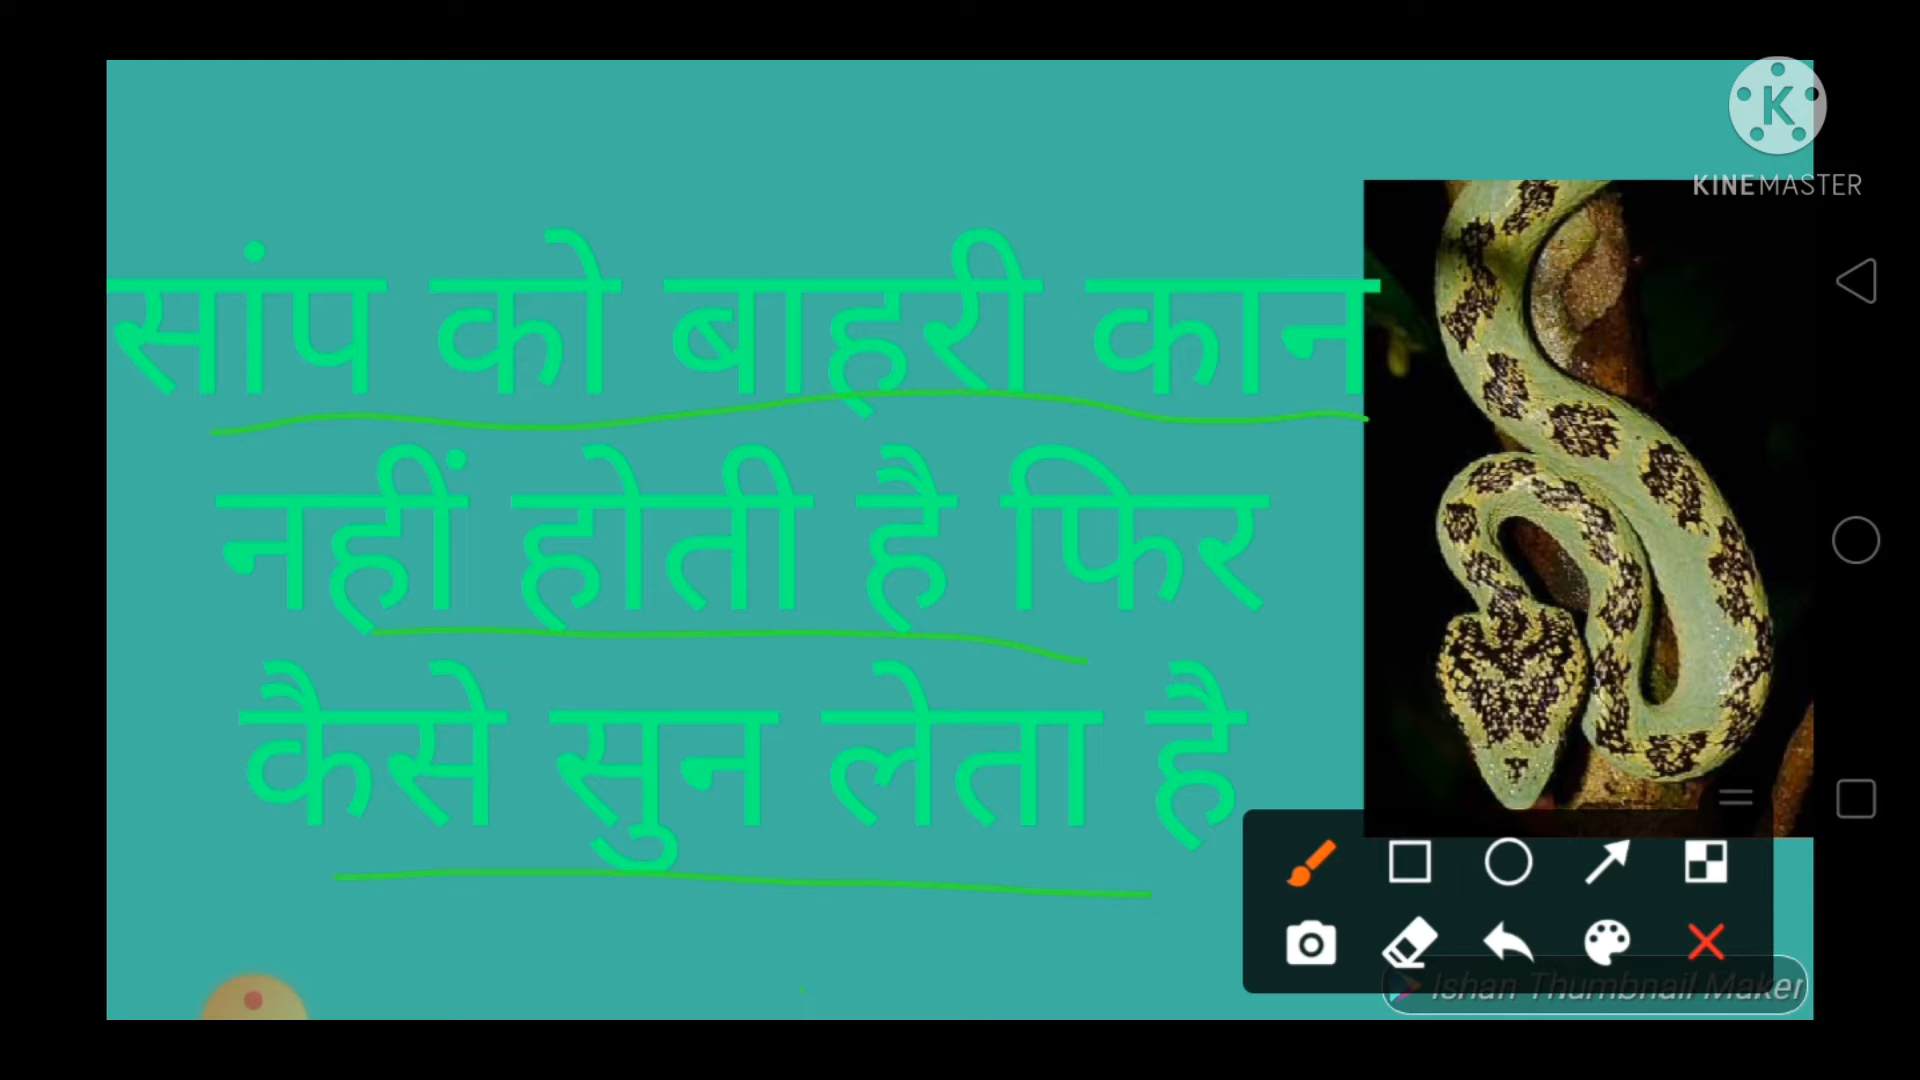 KINEMASTER
सांप को बाहरी कान
नहीं होती है फिर
कैसे सुन लेता है
Ishan Thumbnail Maker